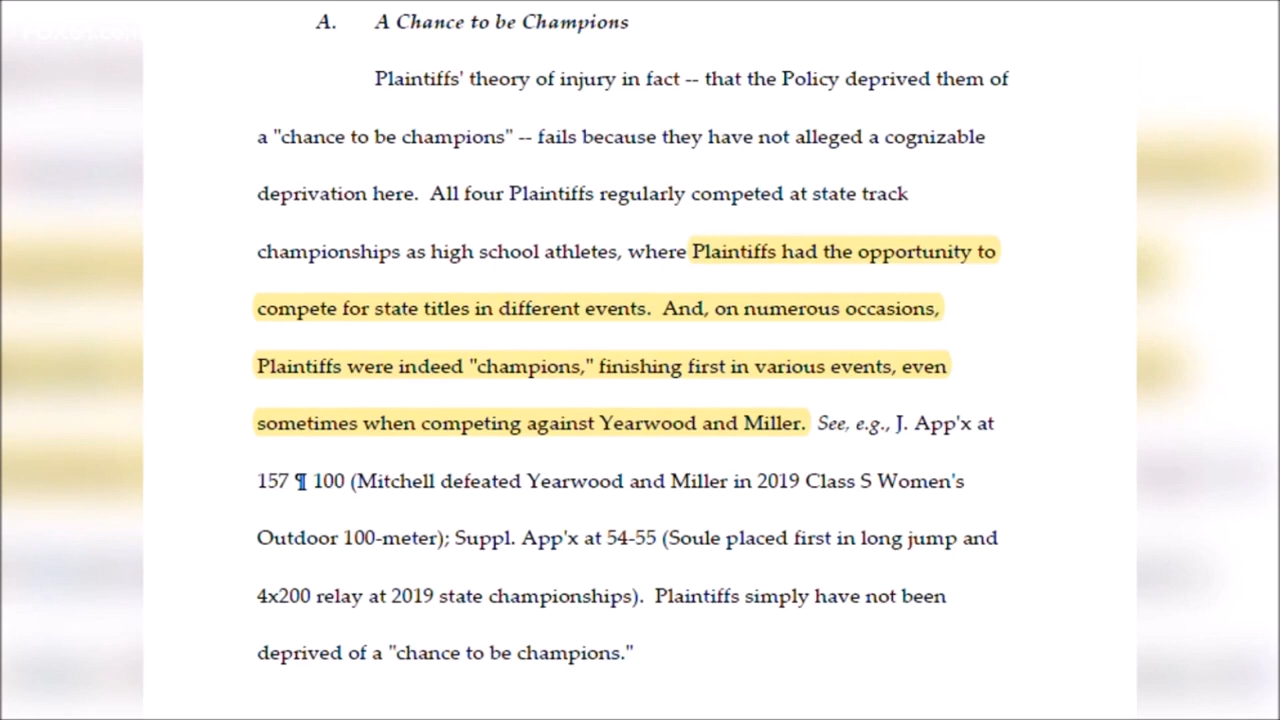 A. A Chance to be Champions
Plaintiffs' theory of injury in fact -- that the Policy deprived them of
a "chance to be champions" -- fails because they have not alleged a cognizable
deprivation here. All four Plaintiffs regularly competed at state track
championships as high school athletes, where Plaintiffs had the opportunity to
compete for state titles in different events. And, on numerous occasions,
Plaintiffs were indeed "champions," finishing first in various events, even
sometimes when competing against Yearwood and Miller. See, e.g., J. App'x at
157 ¶ 100 (Mitchell defeated Yearwood and Miller in 2019 Class S Women's
Outdoor 100-meter); Suppl. App'x at 54-55 (Soule placed first in long jump and
4x200 relay at 2019 state championships). Plaintiffs simply have not been
deprived of a "chance to be champions."